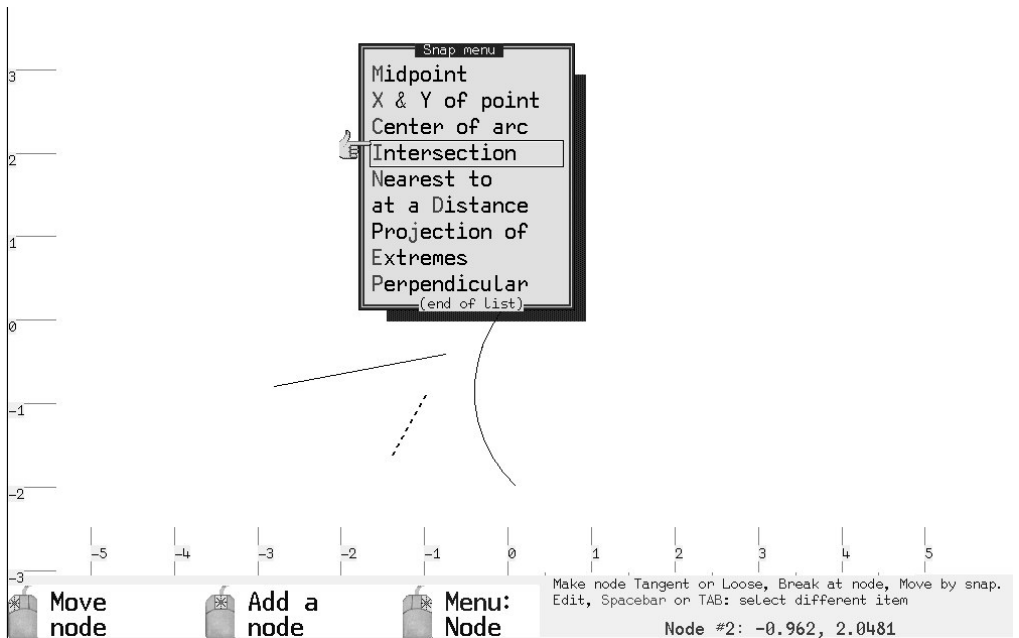 Snap menu
Midpoint
X & Y of point
Center of arc
Intersection
Nearest to
at a Distance
Projection of
Extremes
Perpendicular
(end of list)
3
2
1
0
-1
-2
-3
-5 -4 -3 -2 -1 0 1 2 3 4 5
Move
node
Add a
node
Menu:
Node
Make node Tangent or Loose, Break at node, Move by snap.
Edit, Spacebar or TAB: select different item
Node #2: -0.962, 2.0481